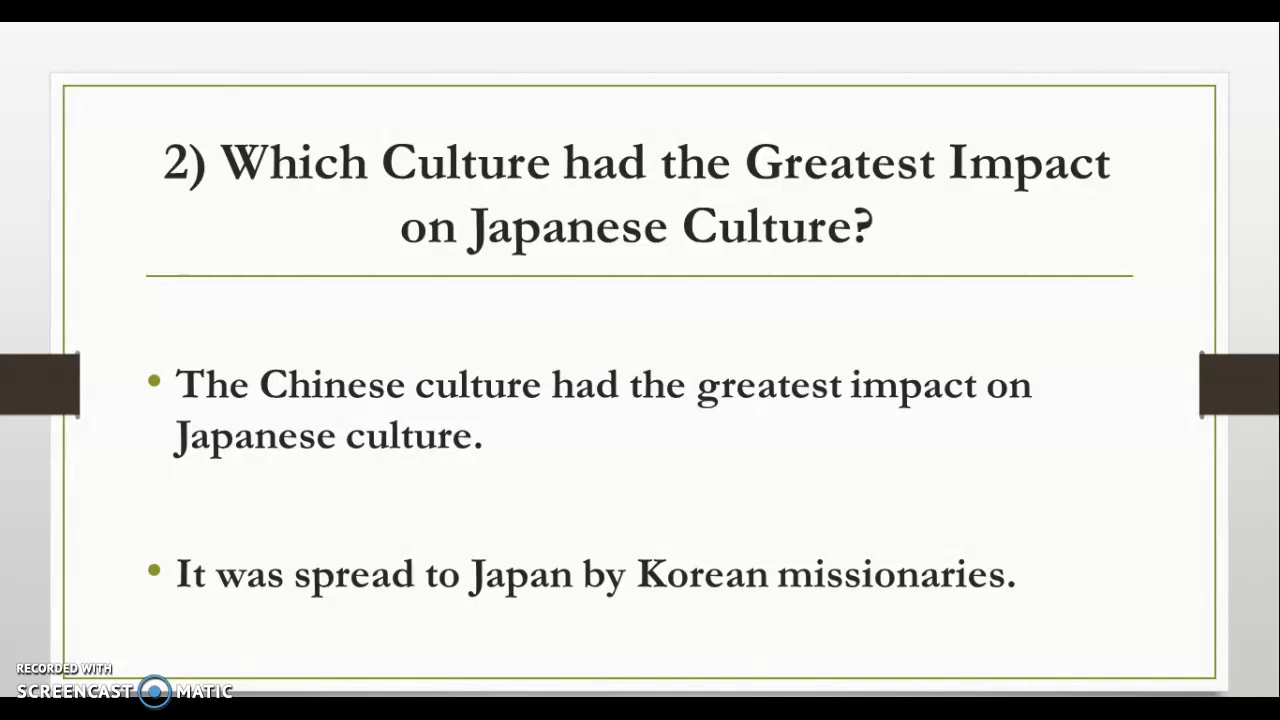 2) Which Culture had the Greatest Impact
on Japanese Culture?
• The Chinese culture had the greatest impact on
Japanese culture.
• It was spread to Japan by Korean missionaries.
RECORDED WITH
SCREENCAST MATIC